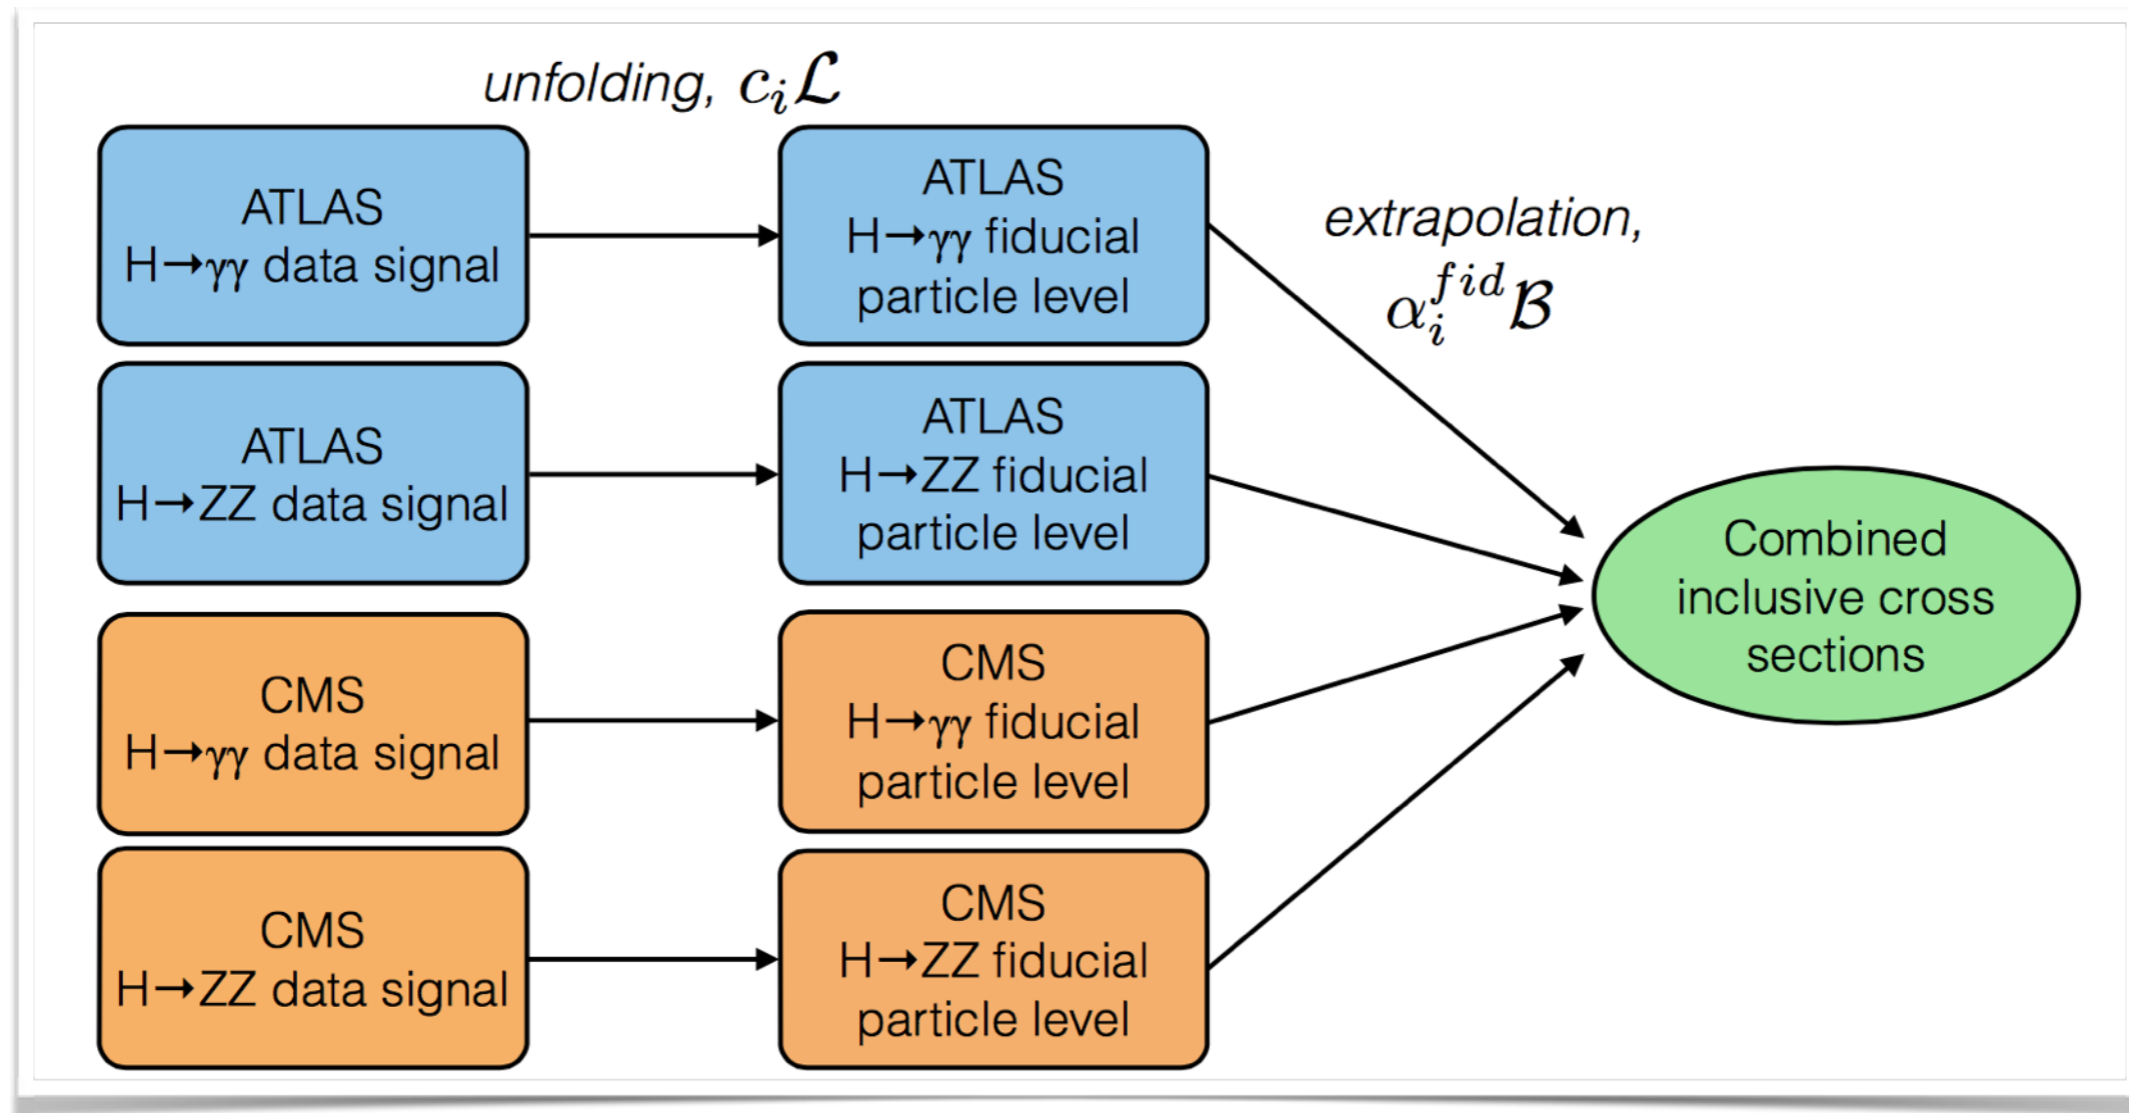 unfolding, c_i ℒ
ATLAS
H→γγ data signal
ATLAS
H→γγ fiducial
particle level
extrapolation,
α_i^{fid} ℬ
ATLAS
H→ZZ data signal
ATLAS
H→ZZ fiducial
particle level
Combined
inclusive cross
sections
CMS
H→γγ data signal
CMS
H→γγ fiducial
particle level
CMS
H→ZZ data signal
CMS
H→ZZ fiducial
particle level